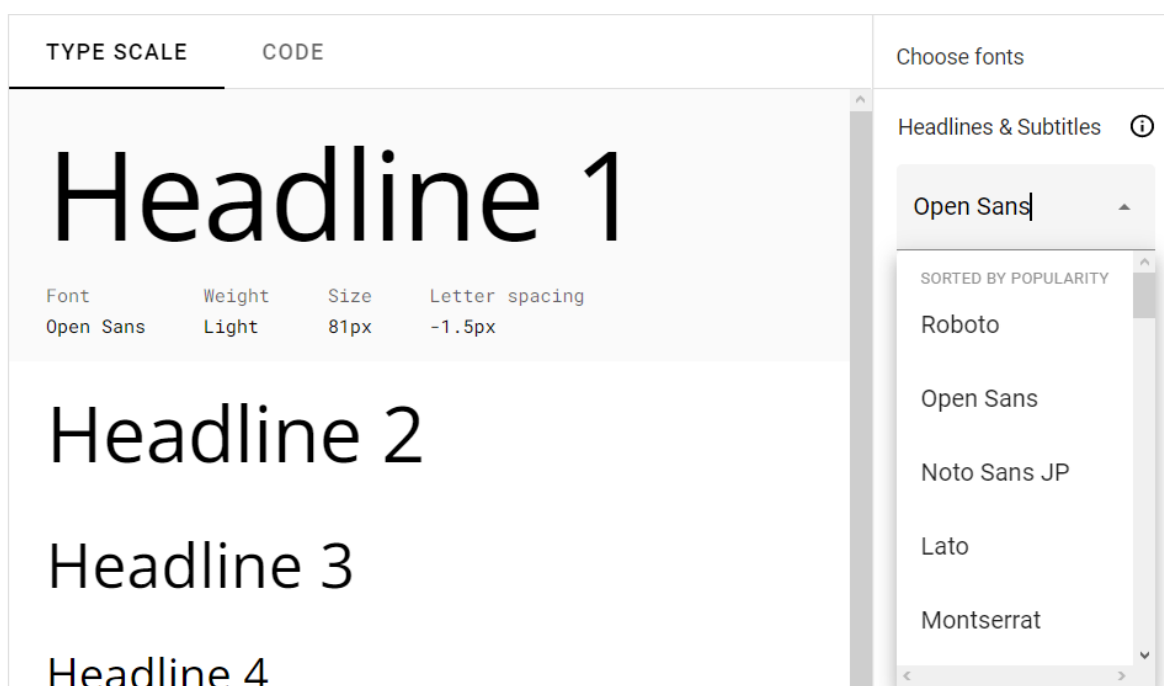 TYPE SCALE
CODE
Headline 1
Font Weight Size Letter spacing
Open Sans Light 81px -1.5px
Headline 2
Headline 3
Headline 4
Choose fonts
Headlines & Subtitles
Open Sans
SORTED BY POPULARITY
Roboto
Open Sans
Noto Sans JP
Lato
Montserrat